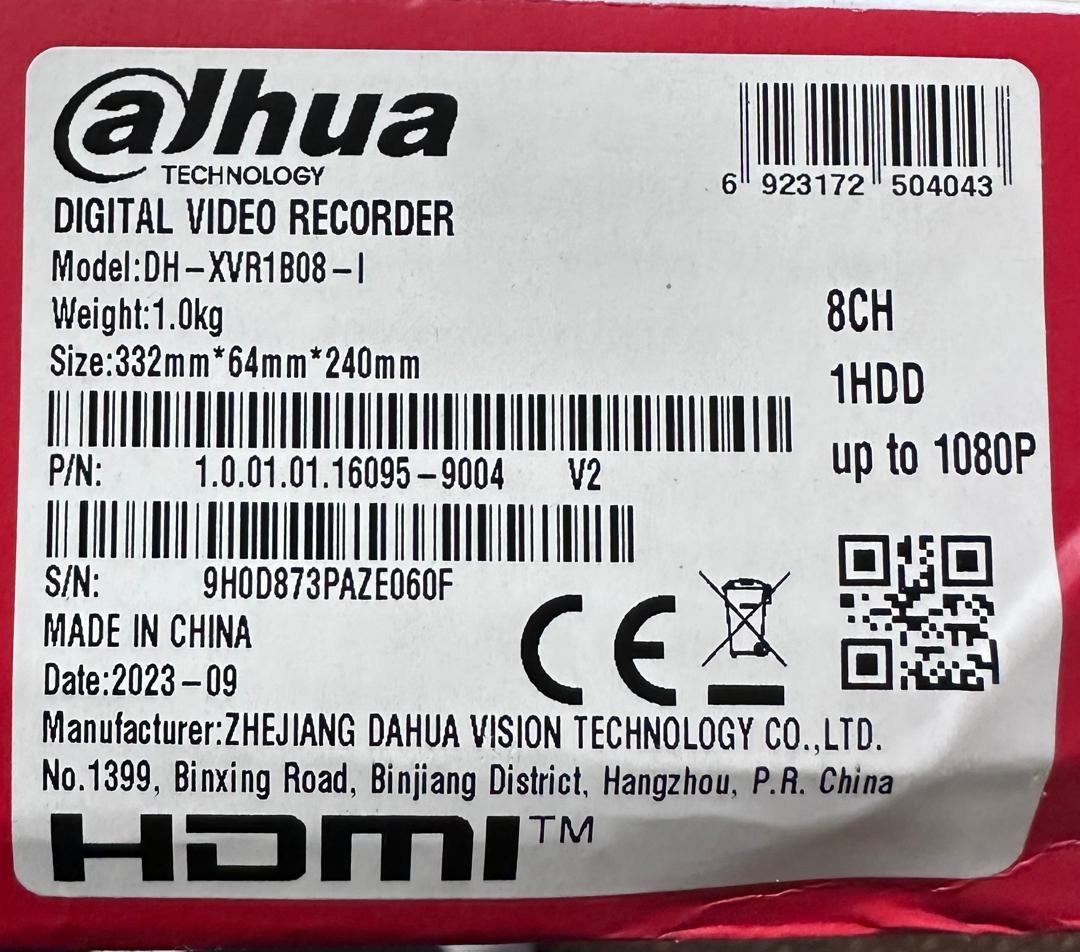 alhua
TECHNOLOGY
6 923172 504043
DIGITAL VIDEO RECORDER
Model:DH-XVR1B08-I
Weight:1.0kg
Size:332mm*64mm*240mm
8CH
1HDD
up to 1080P
P/N: 1.0.01.01.16095-9004 V2
S/N: 9H0D873PAZE060F
MADE IN CHINA
Date:2023-09
CE
Manufacturer:ZHEJIANG DAHUA VISION TECHNOLOGY CO.,LTD.
No.1399, Binxing Road, Binjiang District, Hangzhou, P.R. China
HDMI™